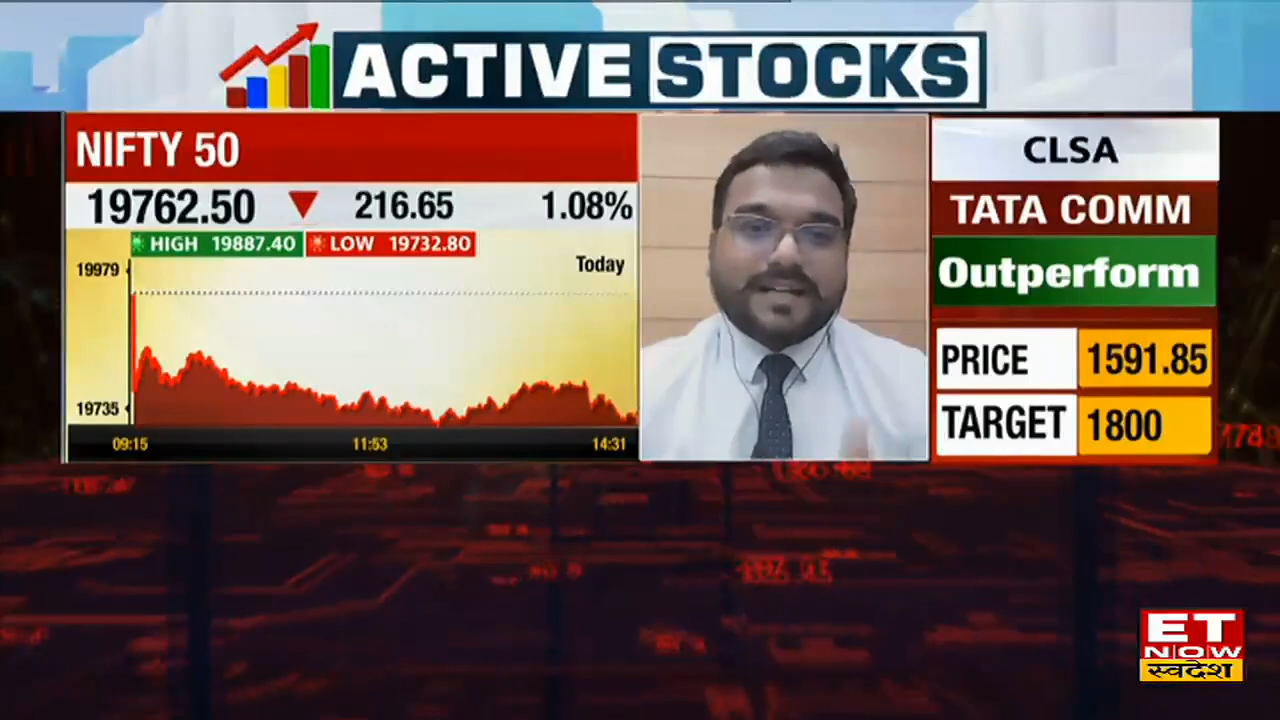 ACTIVE STOCKS
NIFTY 50
19762.50 ▼ 216.65 1.08%
HIGH 19887.40 LOW 19732.80
Today
19979
19735
09:15 11:53 14:31
CLSA
TATA COMM
Outperform
PRICE 1591.85
TARGET 1800
ET
NOW
स्वदेश